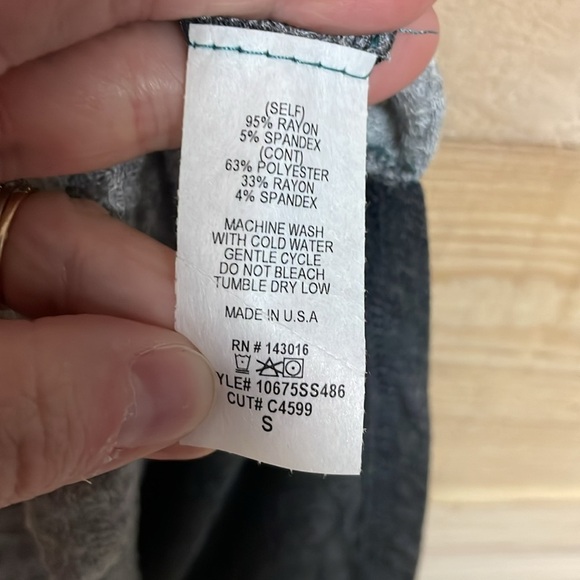 (SELF)
95% RAYON
5% SPANDEX
(CONT)
63% POLYESTER
33% RAYON
4% SPANDEX
MACHINE WASH
WITH COLD WATER
GENTLE CYCLE
DO NOT BLEACH
TUMBLE DRY LOW
MADE IN U.S.A
RN # 143016
YLE# 10675SS486
CUT# C4599
S